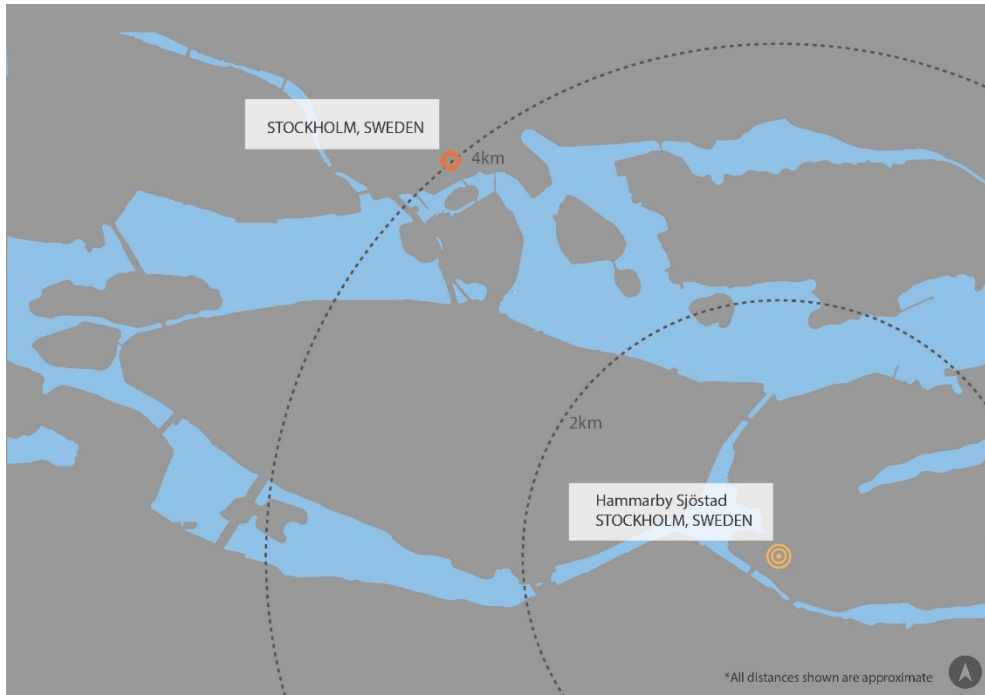 STOCKHOLM, SWEDEN
4km
2km
Hammarby Sjöstad
STOCKHOLM, SWEDEN
*All distances shown are approximate